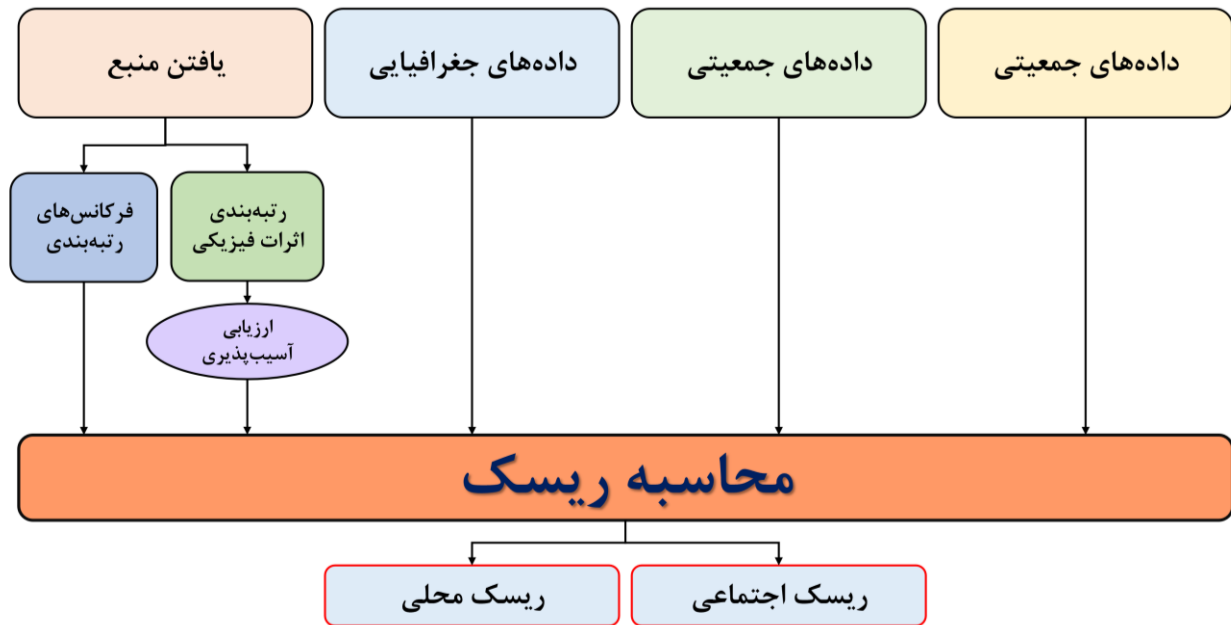 داده‌های جمعیتی
داده‌های جمعیتی
داده‌های جغرافیایی
یافتن منبع
رتبه‌بندی
اثرات فیزیکی
فرکانس‌های
رتبه‌بندی
ارزیابی
آسیب‌پذیری
محاسبه ریسک
ریسک اجتماعی
ریسک محلی